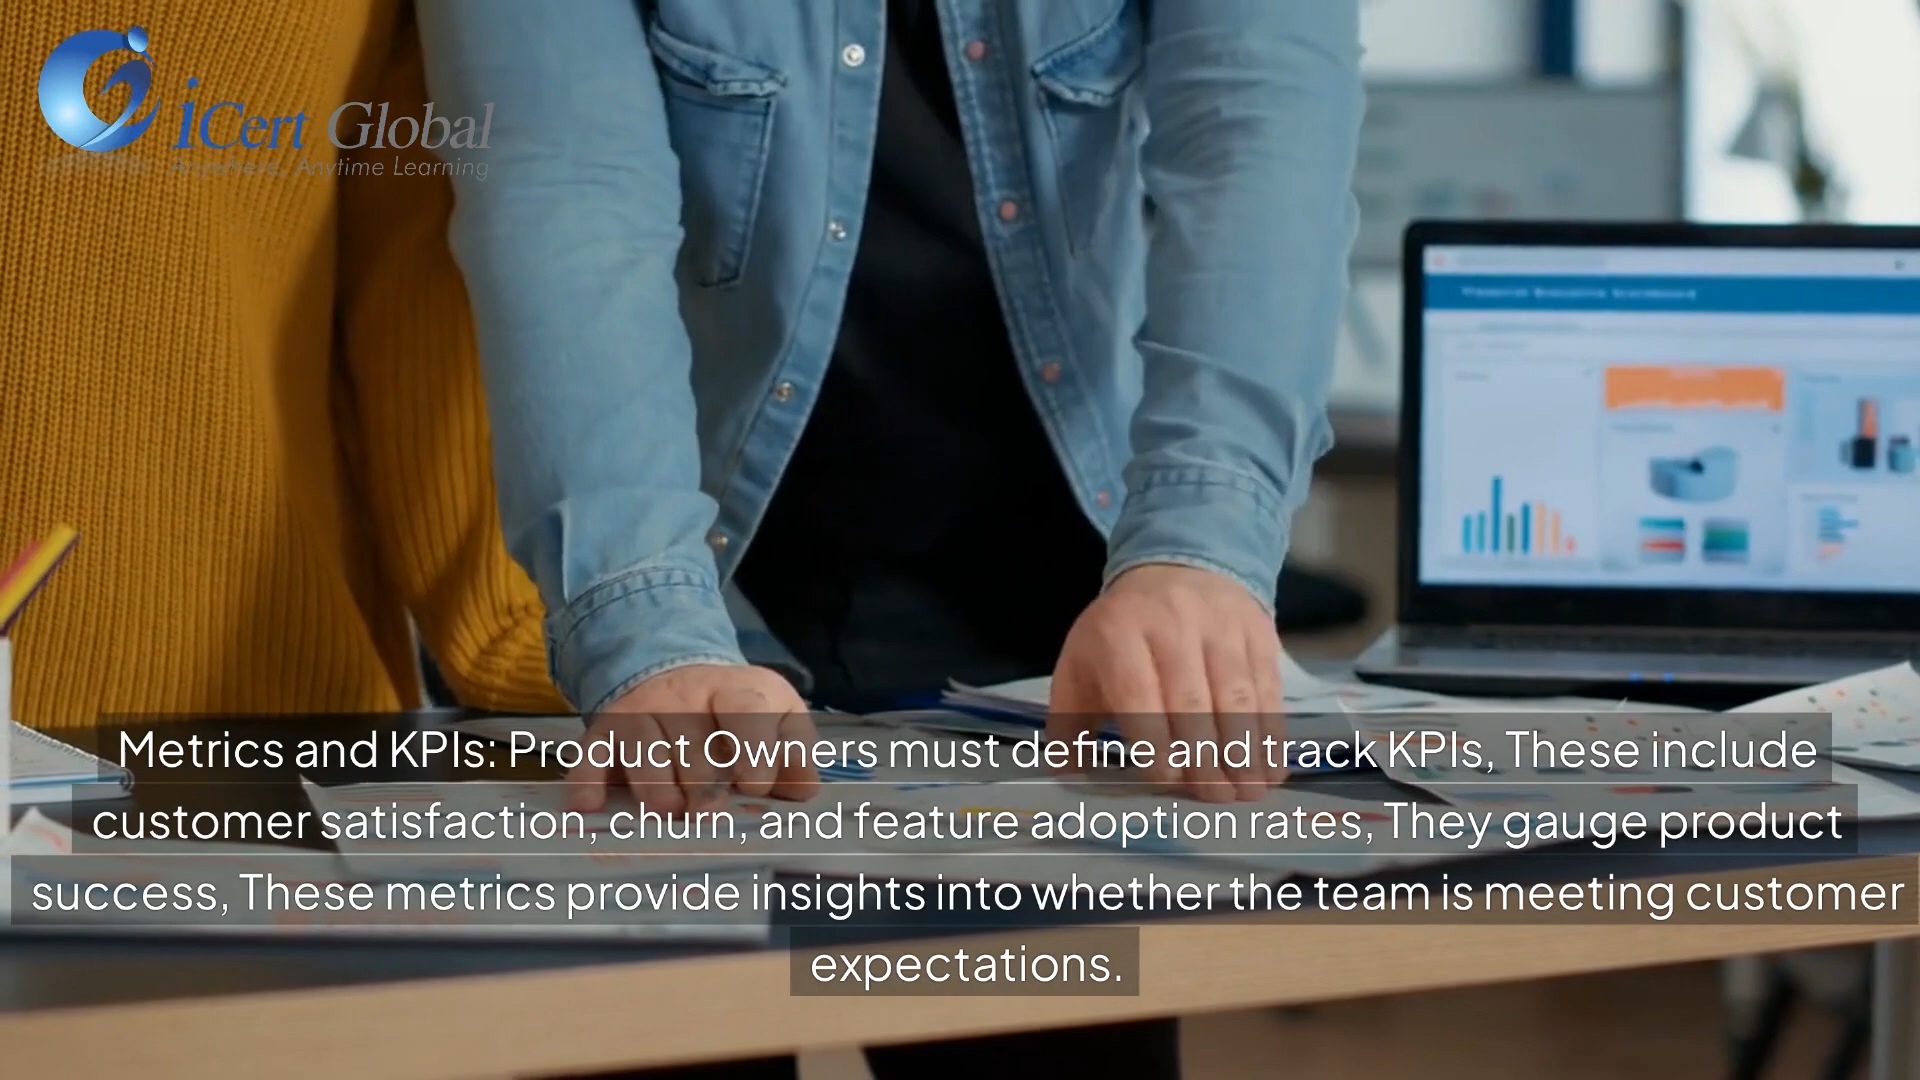 iCert Global
Anywhere, Anytime Learning
Metrics and KPIs: Product Owners must define and track KPIs, These include
customer satisfaction, churn, and feature adoption rates, They gauge product
success, These metrics provide insights into whether the team is meeting customer
expectations.